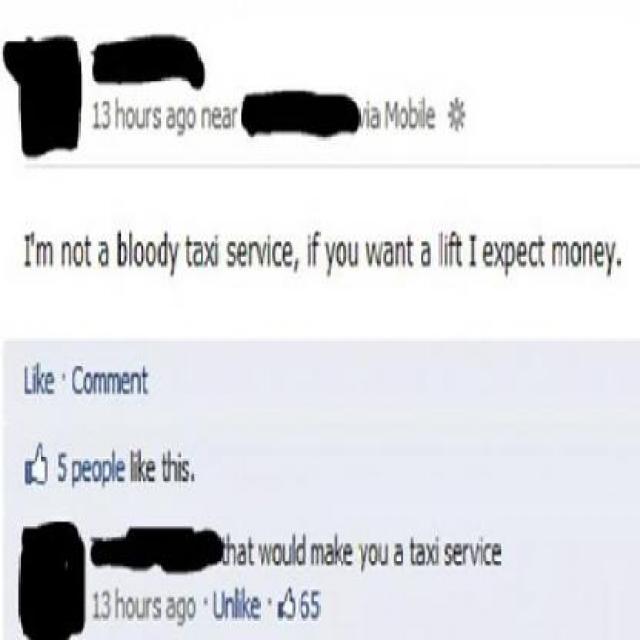 13 hours ago near via Mobile
I'm not a bloody taxi service, if you want a lift I expect money.
Like · Comment
5 people like this.
that would make you a taxi service
13 hours ago · Unlike · 65